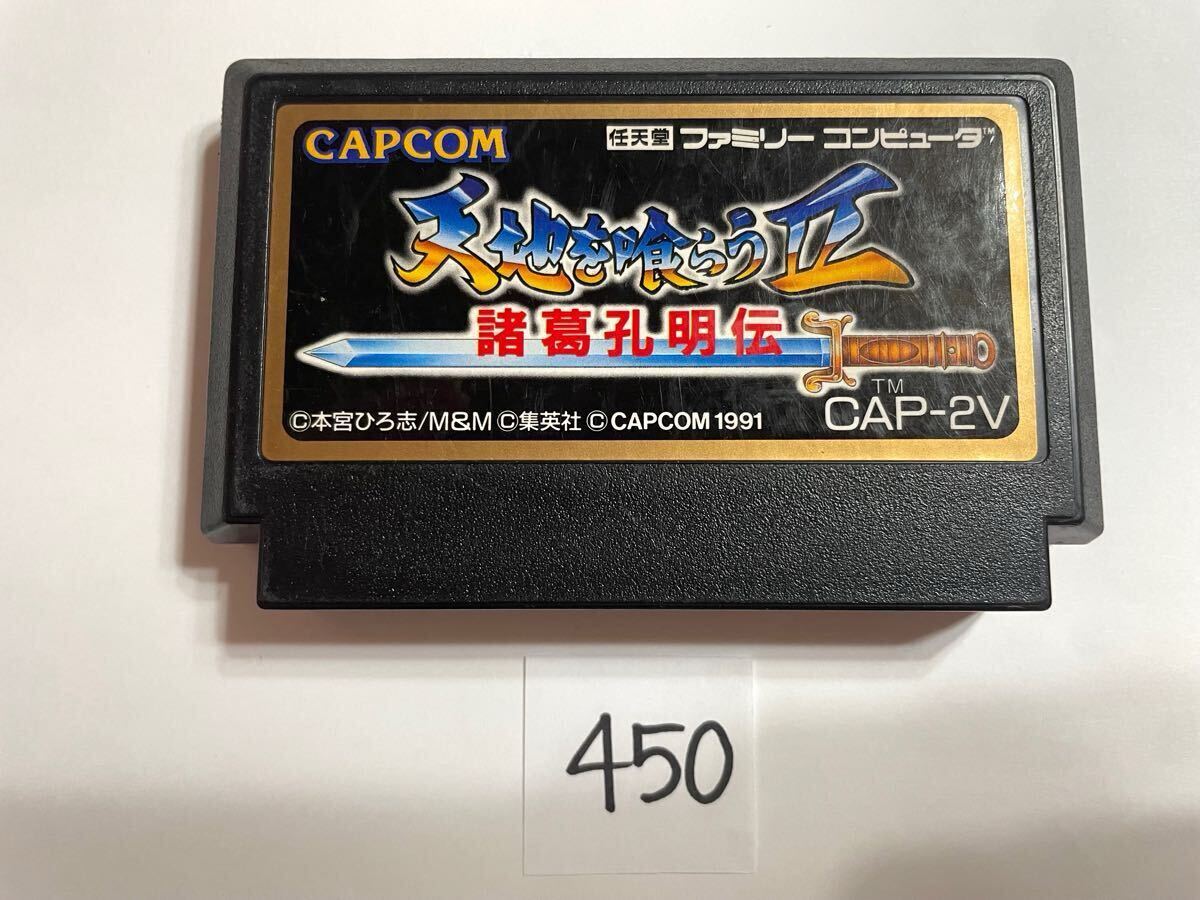 CAPCOM
任天堂 ファミリー コンピュータ™
天地を喰らうⅡ
諸葛孔明伝
©本宮ひろ志/M&M ©集英社 © CAPCOM 1991
TM
CAP-2V
450